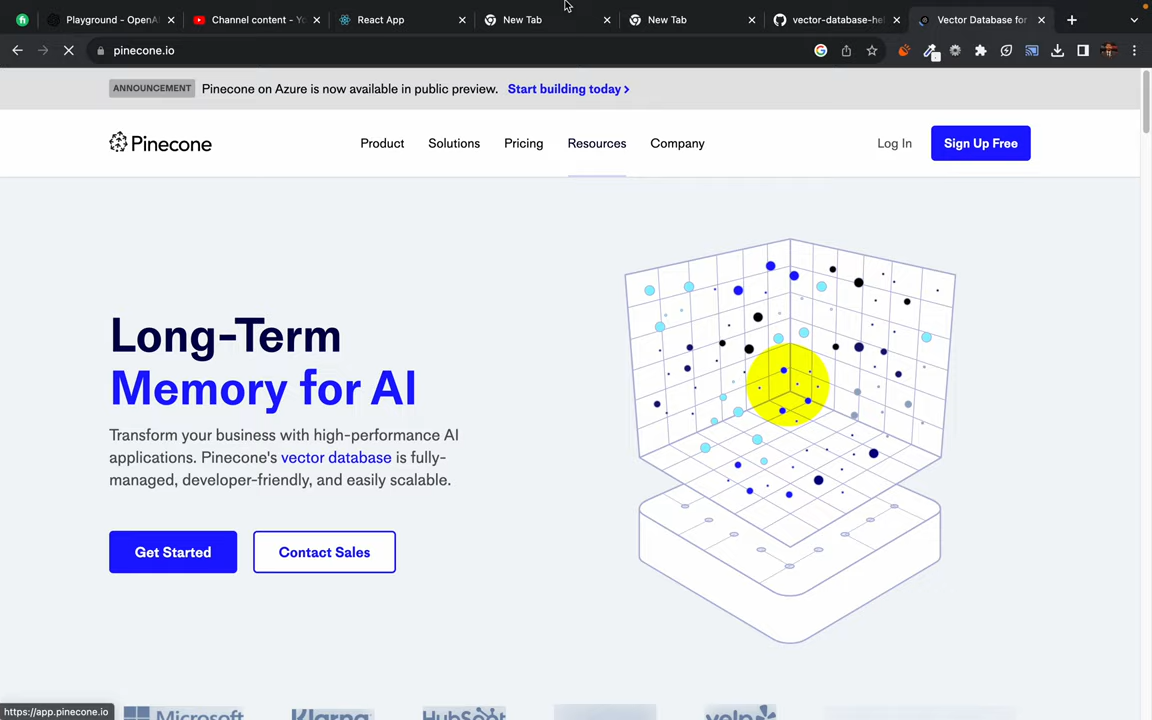 Playground - OpenAI
Channel content - Yo
React App
New Tab
New Tab
vector-database-hel
Vector Database for
pinecone.io
ANNOUNCEMENT
Pinecone on Azure is now available in public preview.
Start building today >
Pinecone
Product
Solutions
Pricing
Resources
Company
Log In
Sign Up Free
Long-Term
Memory for AI
Transform your business with high-performance AI
applications. Pinecone's vector database is fully-
managed, developer-friendly, and easily scalable.
Get Started
Contact Sales
https://app.pinecone.io
Microsoft
Klarna
HubSpot
yelp